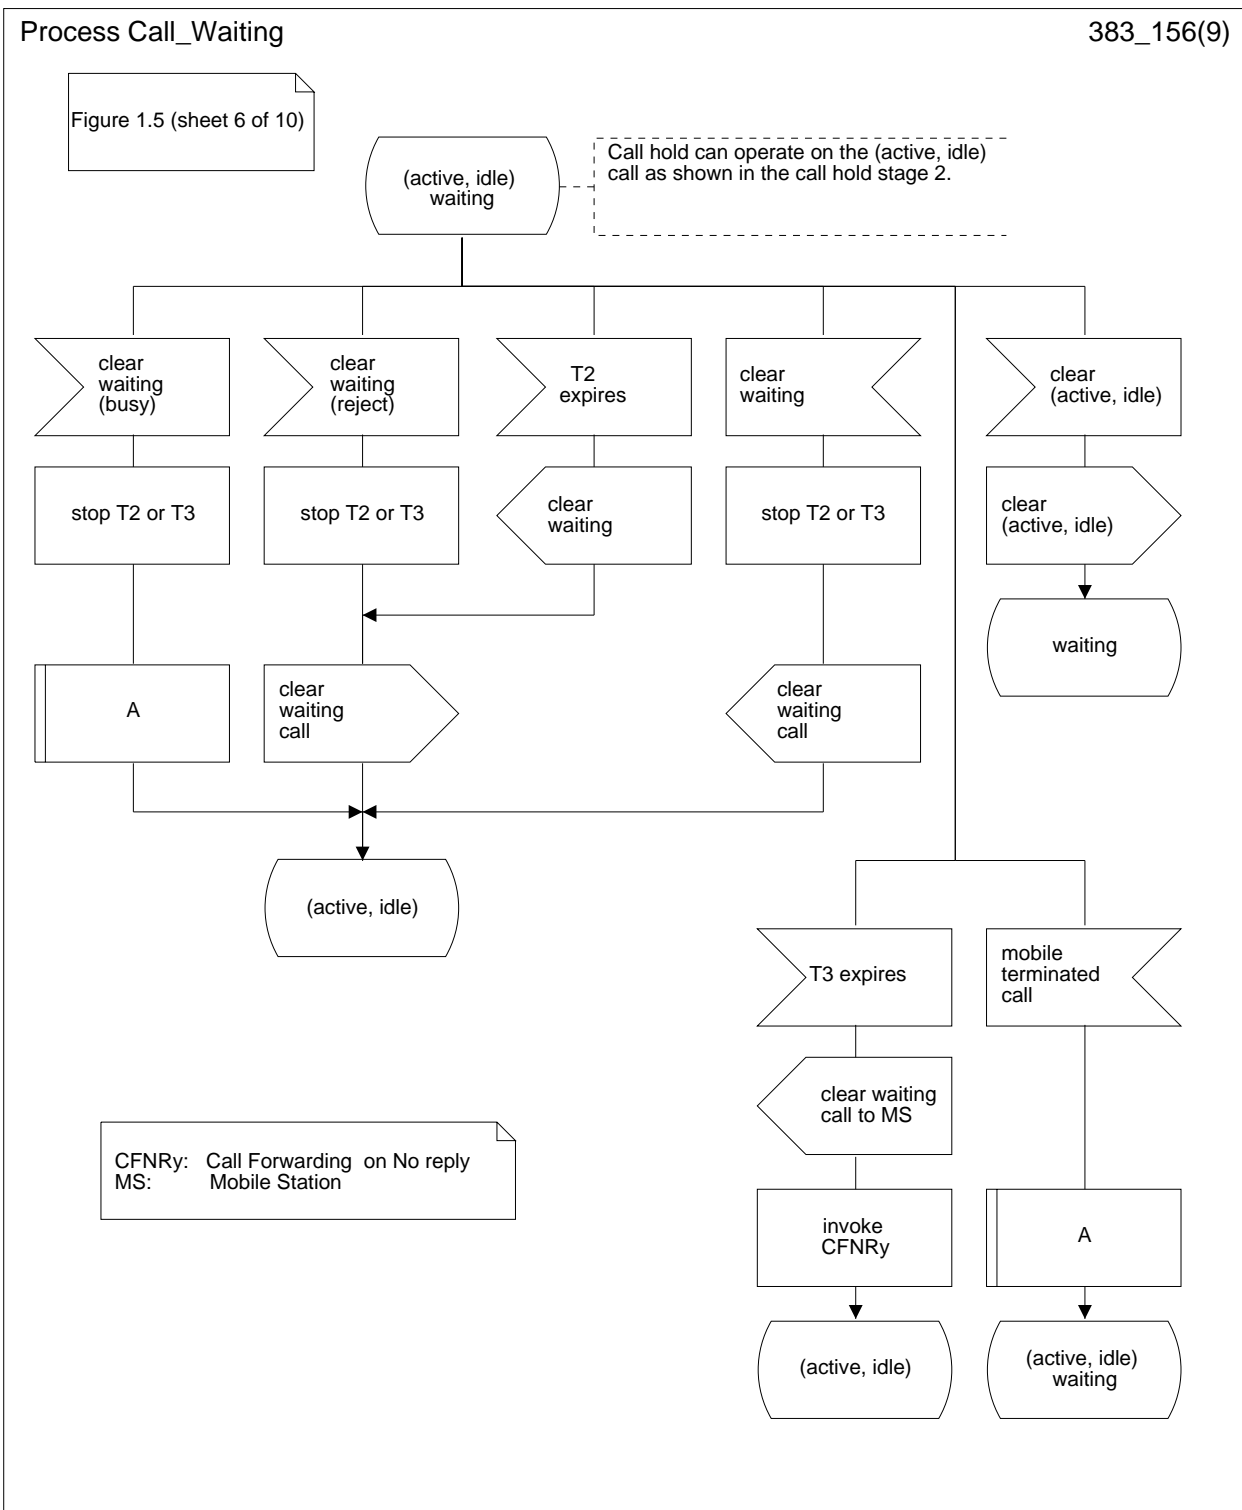 Process Call_Waiting
383_156(9)
Figure 1.5 (sheet 6 of 10)
(active, idle)
waiting
Call hold can operate on the (active, idle)
call as shown in the call hold stage 2.
clear
waiting
(busy)
clear
waiting
(reject)
T2
expires
clear
waiting
clear
(active, idle)
stop T2 or T3
stop T2 or T3
clear
waiting
stop T2 or T3
clear
(active, idle)
waiting
A
clear
waiting
call
clear
waiting
call
(active, idle)
T3 expires
mobile
terminated
call
clear waiting
call to MS
CFNRy: Call Forwarding on No reply
MS: Mobile Station
invoke
CFNRy
A
(active, idle)
(active, idle)
waiting